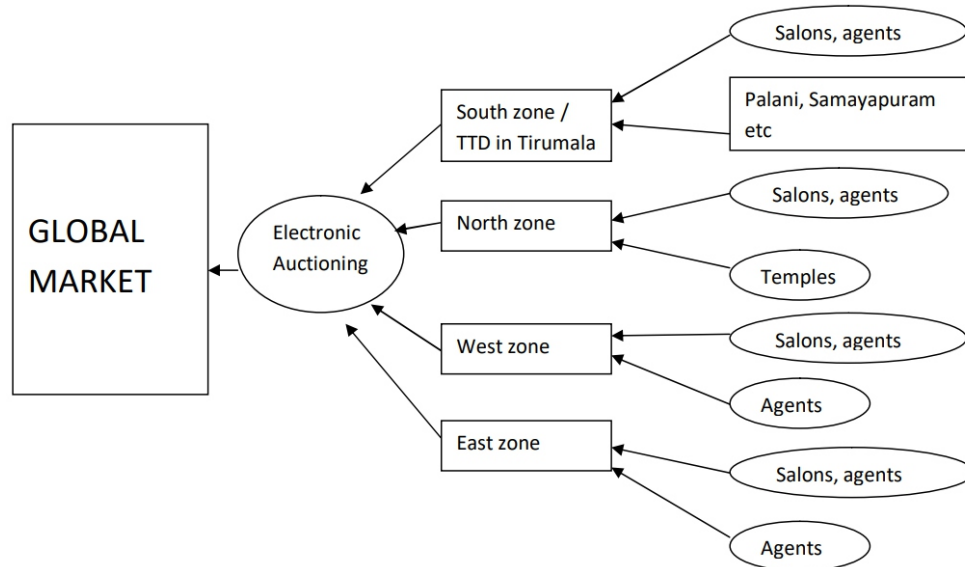 Salons, agents
South zone /
TTD in Tirumala
Palani, Samayapuram
etc
GLOBAL
MARKET
Electronic
Auctioning
North zone
Salons, agents
Temples
West zone
Salons, agents
Agents
East zone
Salons, agents
Agents